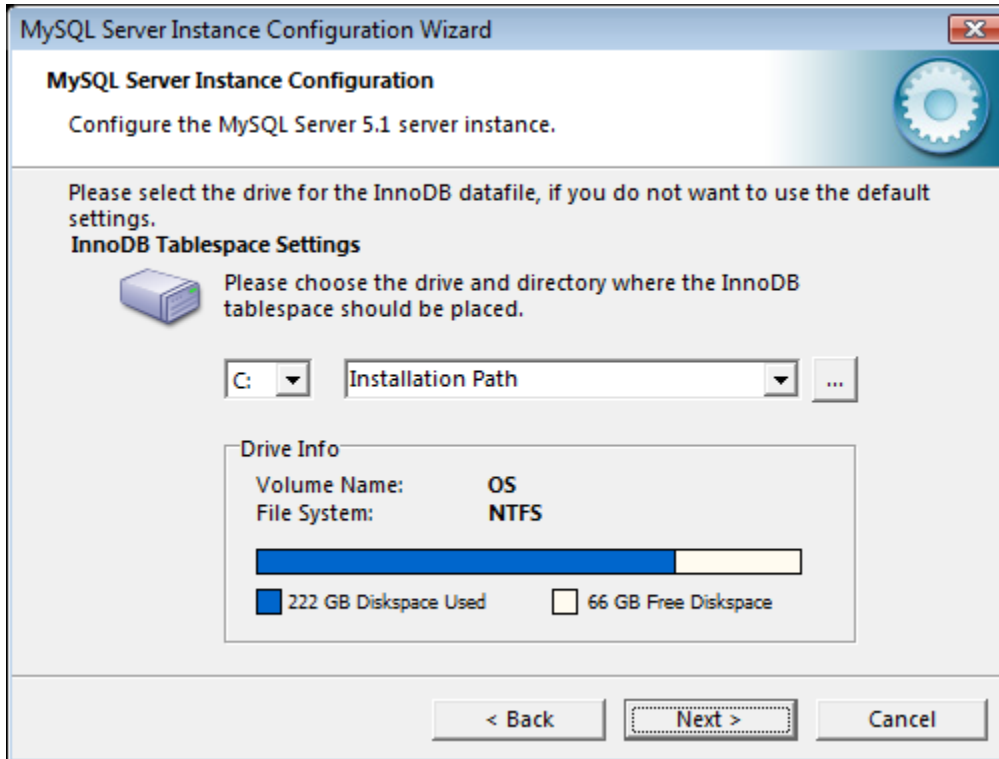 MySQL Server Instance Configuration Wizard
MySQL Server Instance Configuration
Configure the MySQL Server 5.1 server instance.
Please select the drive for the InnoDB datafile, if you do not want to use the default
settings.
InnoDB Tablespace Settings
Please choose the drive and directory where the InnoDB
tablespace should be placed.
C: Installation Path ...
Drive Info
Volume Name: OS
File System: NTFS
222 GB Diskspace Used 66 GB Free Diskspace
< Back Next > Cancel